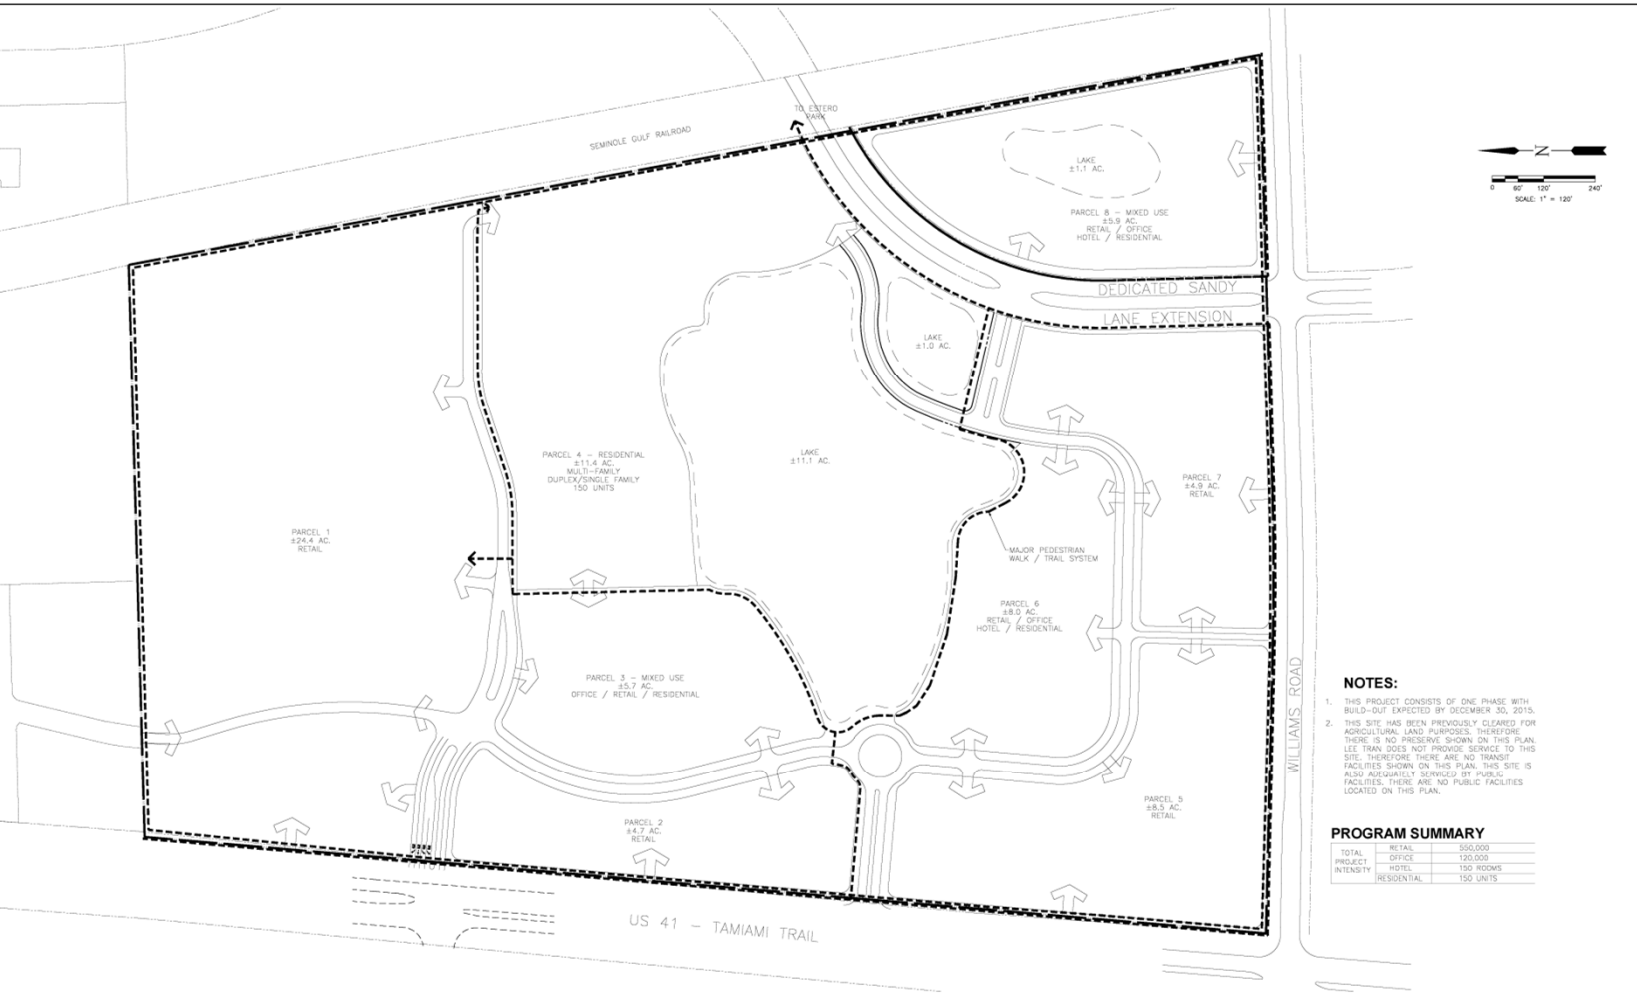 TO ESTERO
PARK
SEMINOLE GULF RAILROAD
LAKE
±1.1 AC.
PARCEL 8 - MIXED USE
±5.9 AC.
RETAIL / OFFICE
HOTEL / RESIDENTIAL
N
0 60' 120' 240'
SCALE: 1" = 120'
DEDICATED SANDY
LANE EXTENSION
LAKE
±1.0 AC.
PARCEL 4 - RESIDENTIAL
±11.4 AC.
MULTI-FAMILY
DUPLEX/SINGLE FAMILY
150 UNITS
LAKE
±11.1 AC.
PARCEL 7
±4.9 AC.
RETAIL
PARCEL 1
±24.4 AC.
RETAIL
MAJOR PEDESTRIAN
WALK / TRAIL SYSTEM
PARCEL 6
±8.0 AC.
RETAIL / OFFICE
HOTEL / RESIDENTIAL
PARCEL 3 - MIXED USE
±5.7 AC.
OFFICE / RETAIL / RESIDENTIAL
WILLIAMS ROAD
PARCEL 5
±8.5 AC.
RETAIL
PARCEL 2
±4.7 AC.
RETAIL
US 41 - TAMIAMI TRAIL
NOTES:
1. THIS PROJECT CONSISTS OF ONE PHASE WITH
BUILD-OUT EXPECTED BY DECEMBER 30, 2015.
2. THIS SITE HAS BEEN PREVIOUSLY CLEARED FOR
AGRICULTURAL LAND PURPOSES. THEREFORE
THERE IS NO PRESERVE SHOWN ON THIS PLAN.
LEE TRAN DOES NOT PROVIDE SERVICE TO THIS
SITE. THEREFORE THERE ARE NO TRANSIT
FACILITIES SHOWN ON THIS PLAN. THIS SITE IS
ALSO ADEQUATELY SERVICED BY PUBLIC
FACILITIES. THERE ARE NO PUBLIC FACILITIES
LOCATED ON THIS PLAN.
PROGRAM SUMMARY
TOTAL
PROJECT
INTENSITY
RETAIL 550,000
OFFICE 120,000
HOTEL 150 ROOMS
RESIDENTIAL 150 UNITS